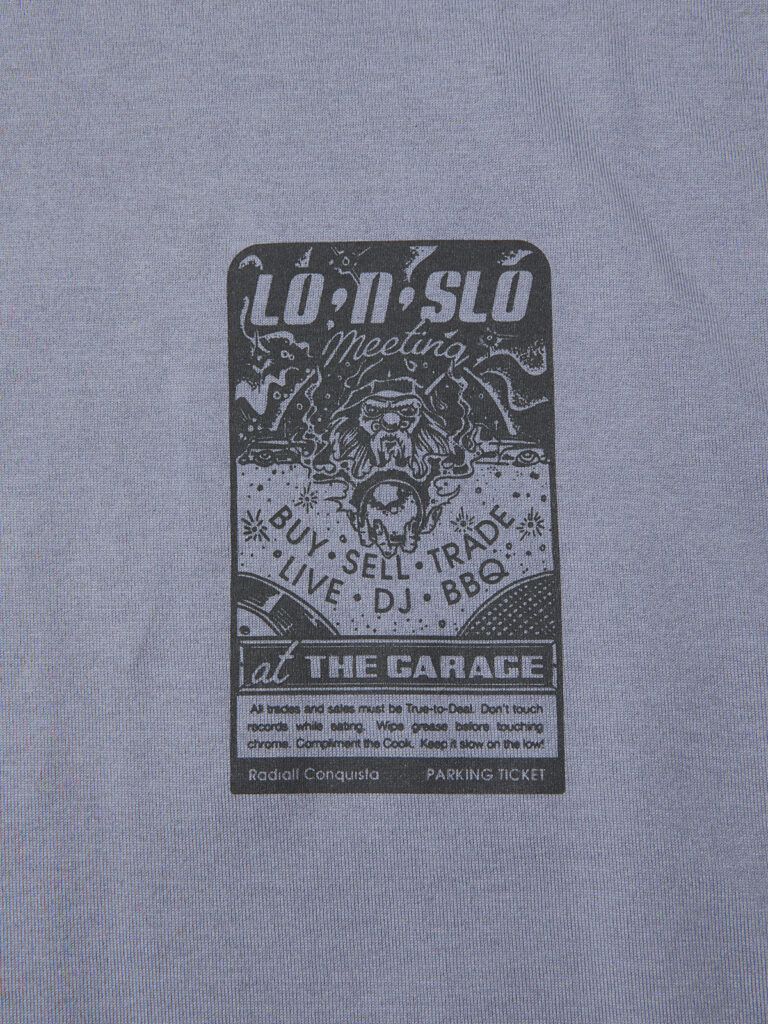 LO'N'SLO
Meeting
BUY • SELL • TRADE
• LIVE • DJ • BBQ •
at THE GARAGE
All trades and sales must be True-to-Deal. Don't touch
records while eating. Wipe grease before touching
chrome. Compliment the Cook. Keep it slow on the low!
Radiall Conquista PARKING TICKET